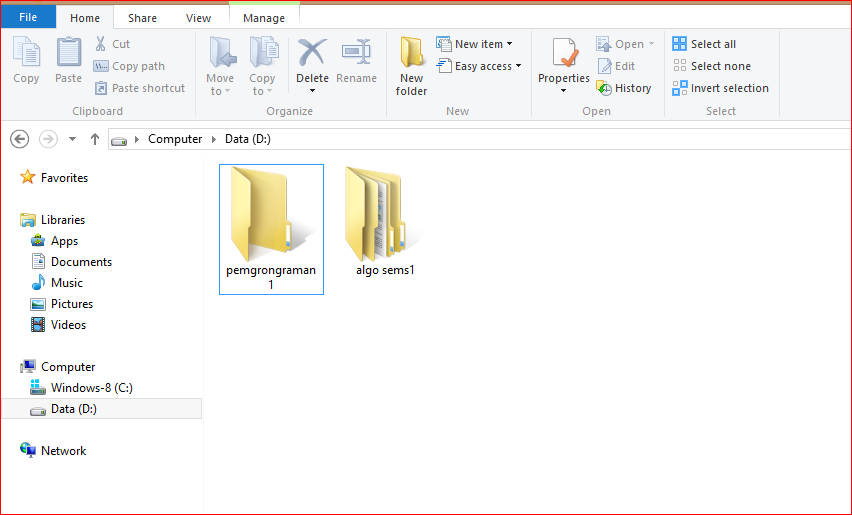 File Home Share View Manage
Copy
Paste
Cut
Copy path
Paste shortcut
Clipboard
Move to
Copy to
Delete
Rename
Organize
New folder
New item
Easy access
New
Properties
Open
Edit
History
Open
Select all
Select none
Invert selection
Select
Computer Data (D:)
Favorites
Libraries
Apps
Documents
Music
Pictures
Videos
Computer
Windows-8 (C:)
Data (D:)
Network
pemgrongraman
1
algo sems1